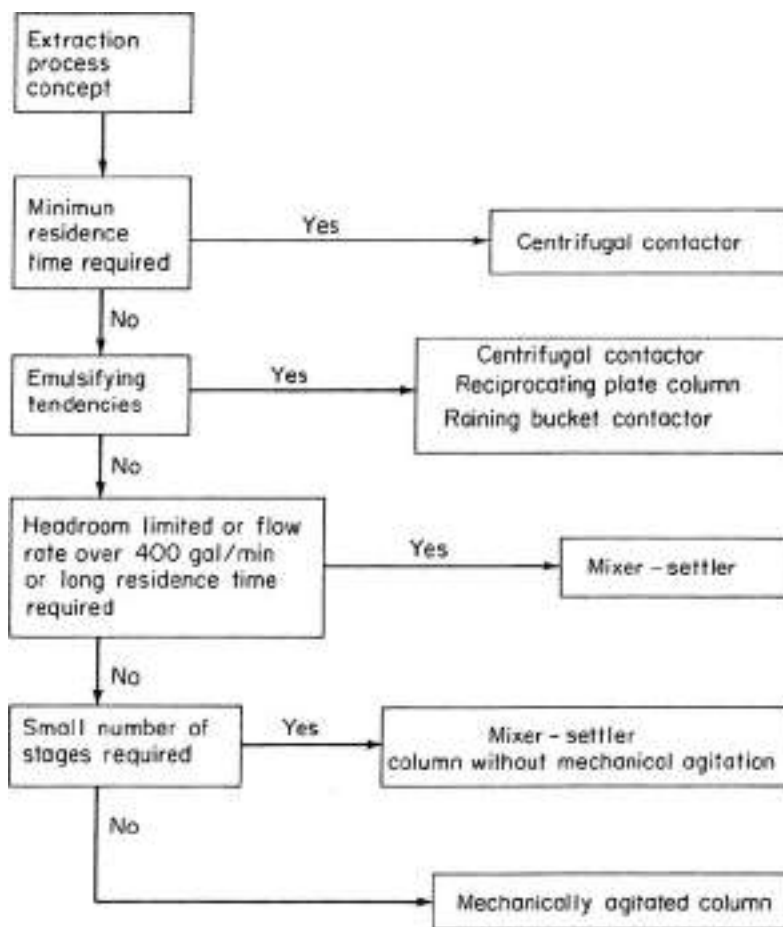 Extraction
process
concept
Minimun
residence
time required
Yes
Centrifugal contactor
No
Emulsifying
tendencies
Yes
Centrifugal contactor
Reciprocating plate column
Raining bucket contactor
No
Headroom limited or flow
rate over 400 gal/min
or long residence time
required
Yes
Mixer-settler
No
Small number of
stages required
Yes
Mixer-settler
column without mechanical agitation
No
Mechanically agitated column